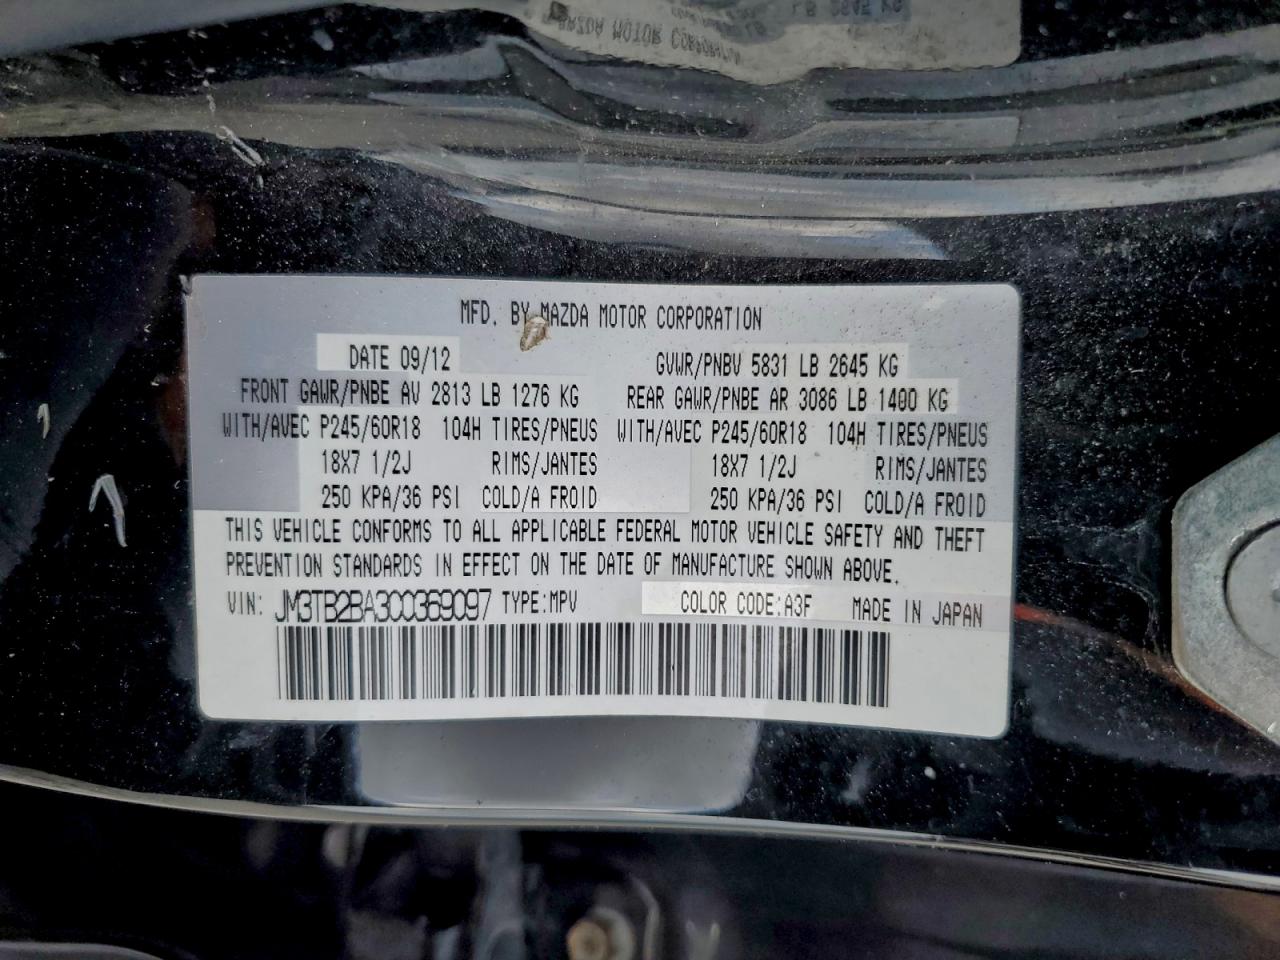 MFD. BY MAZDA MOTOR CORPORATION
DATE 09/12 GVWR/PNBV 5831 LB 2645 KG
FRONT GAWR/PNBE AV 2813 LB 1276 KG REAR GAWR/PNBE AR 3086 LB 1400 KG
WITH/AVEC P245/60R18 104H TIRES/PNEUS WITH/AVEC P245/60R18 104H TIRES/PNEUS
18X7 1/2J RIMS/JANTES 18X7 1/2J RIMS/JANTES
250 KPA/36 PSI COLD/A FROID 250 KPA/36 PSI COLD/A FROID
THIS VEHICLE CONFORMS TO ALL APPLICABLE FEDERAL MOTOR VEHICLE SAFETY AND THEFT
PREVENTION STANDARDS IN EFFECT ON THE DATE OF MANUFACTURE SHOWN ABOVE.
VIN: JM3TB2BA3C0369097 TYPE:MPV COLOR CODE:A3F MADE IN JAPAN